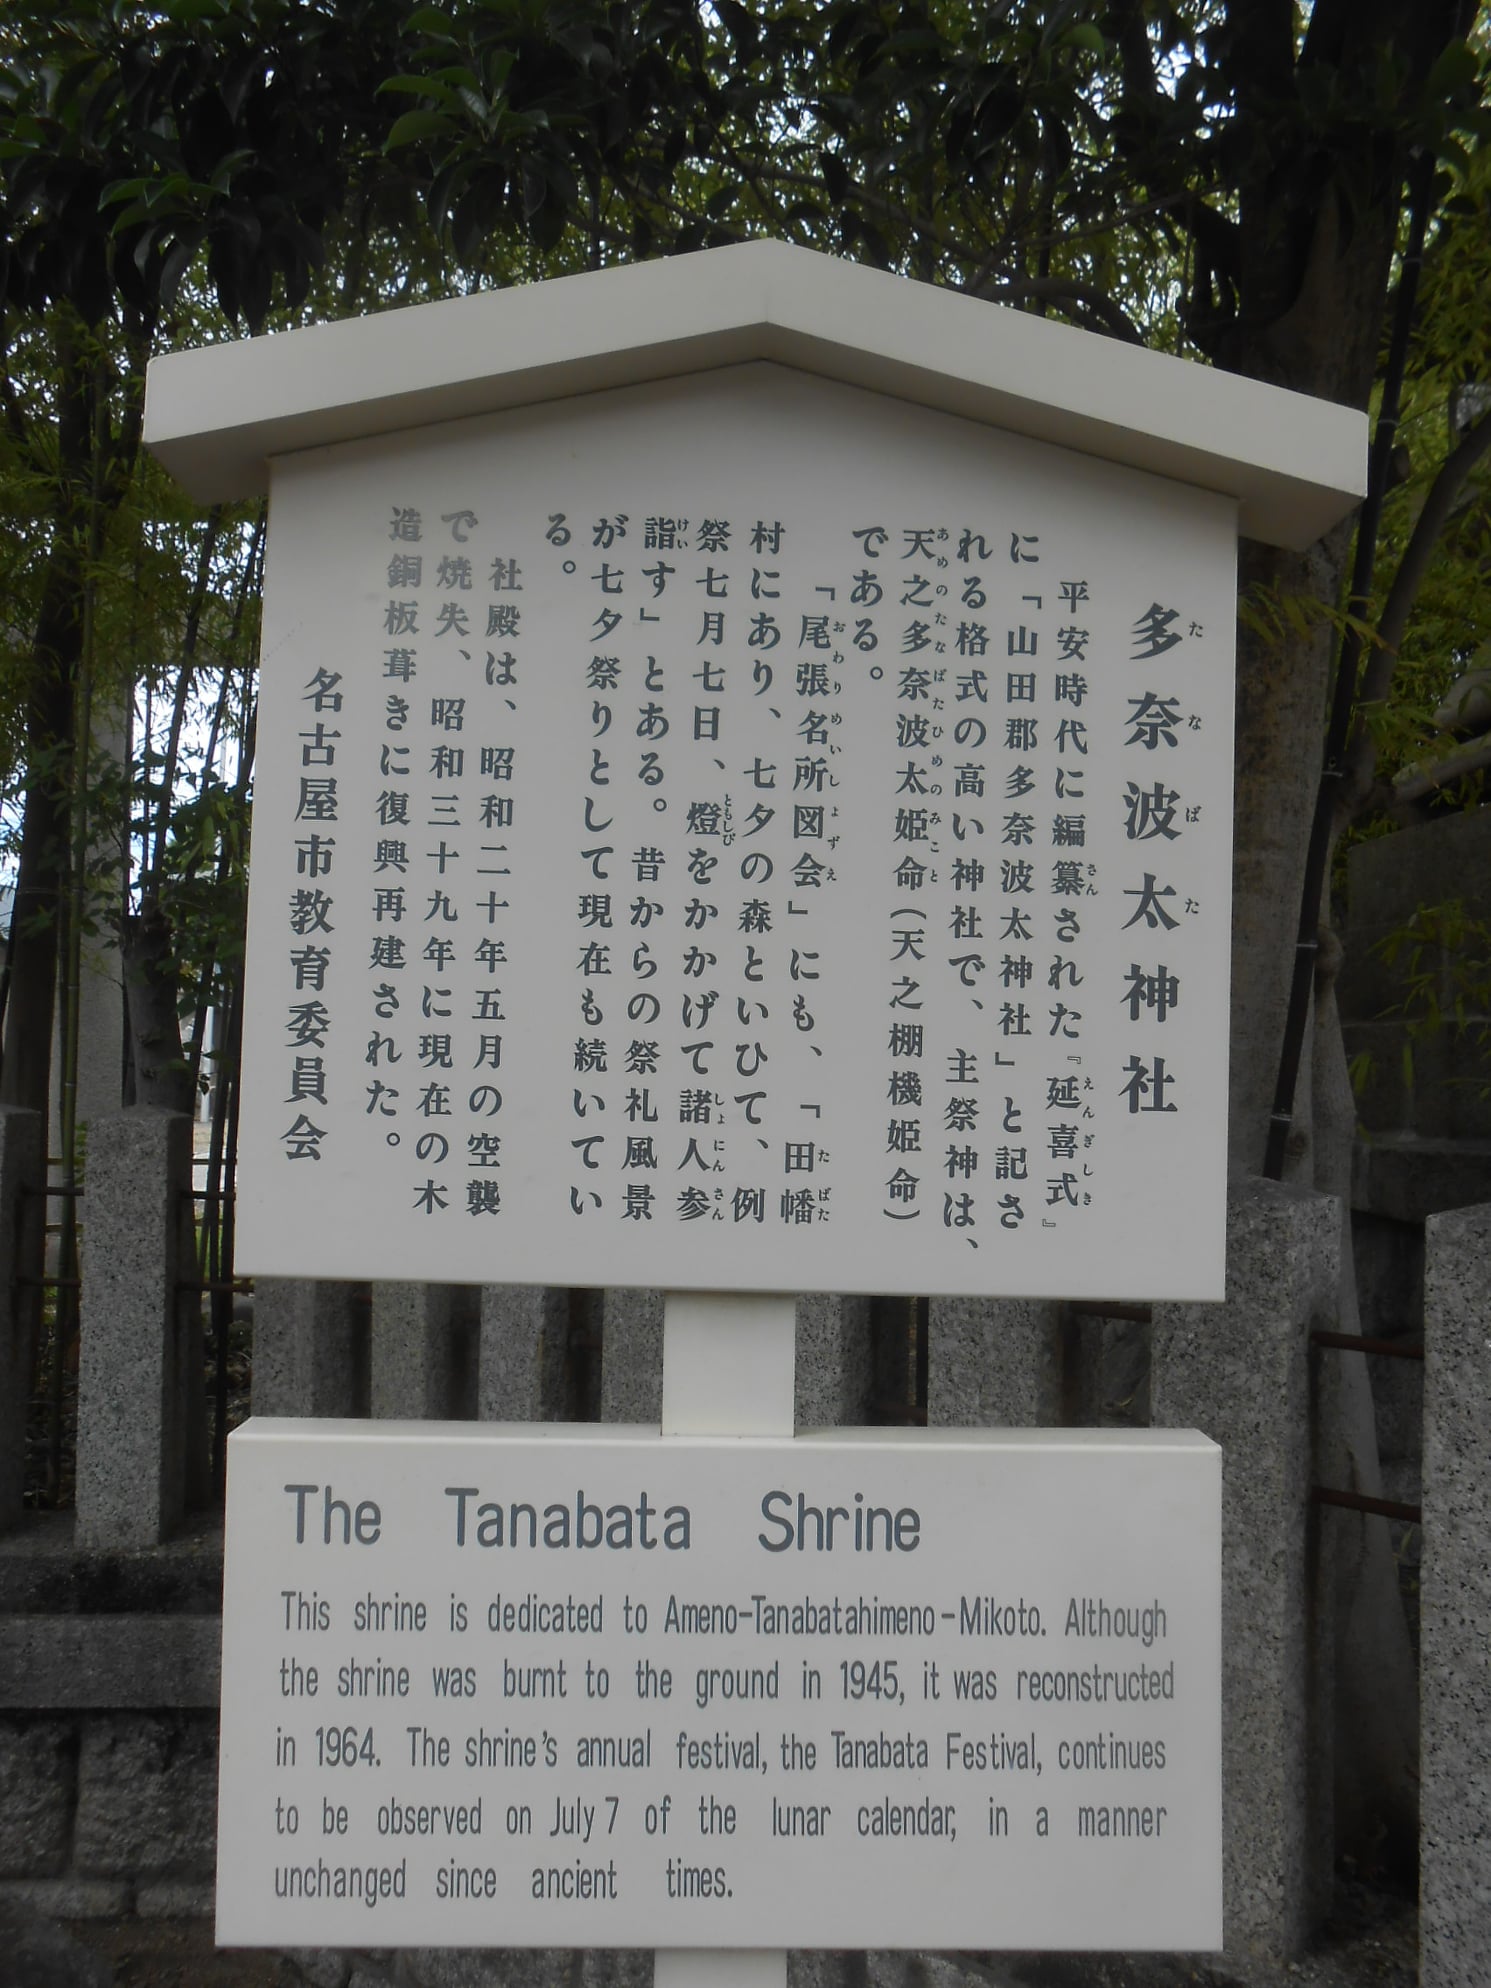 多奈波太神社
平安時代に編纂された『延喜式』
に「山田郡多奈波太神社」と記さ
れる格式の高い神社で、主祭神は、
天之多奈波太姫命(天之棚機姫命)
である。
「尾張名所図会」にも、「田幡
村にあり、七夕の森といひて、例
祭七月七日、燈をかかげて諸人参
詣す」とある。昔からの祭礼風景
が七夕祭りとして現在も続いてい
る。
社殿は、昭和二十年五月の空襲
で焼失、昭和三十九年に現在の木
造銅板葺きに復興再建された。
名古屋市教育委員会
The Tanabata Shrine
This shrine is dedicated to Ameno-Tanabatahimeno-Mikoto. Although
the shrine was burnt to the ground in 1945, it was reconstructed
in 1964. The shrine's annual festival, the Tanabata Festival, continues
to be observed on July 7 of the lunar calendar, in a manner
unchanged since ancient times.